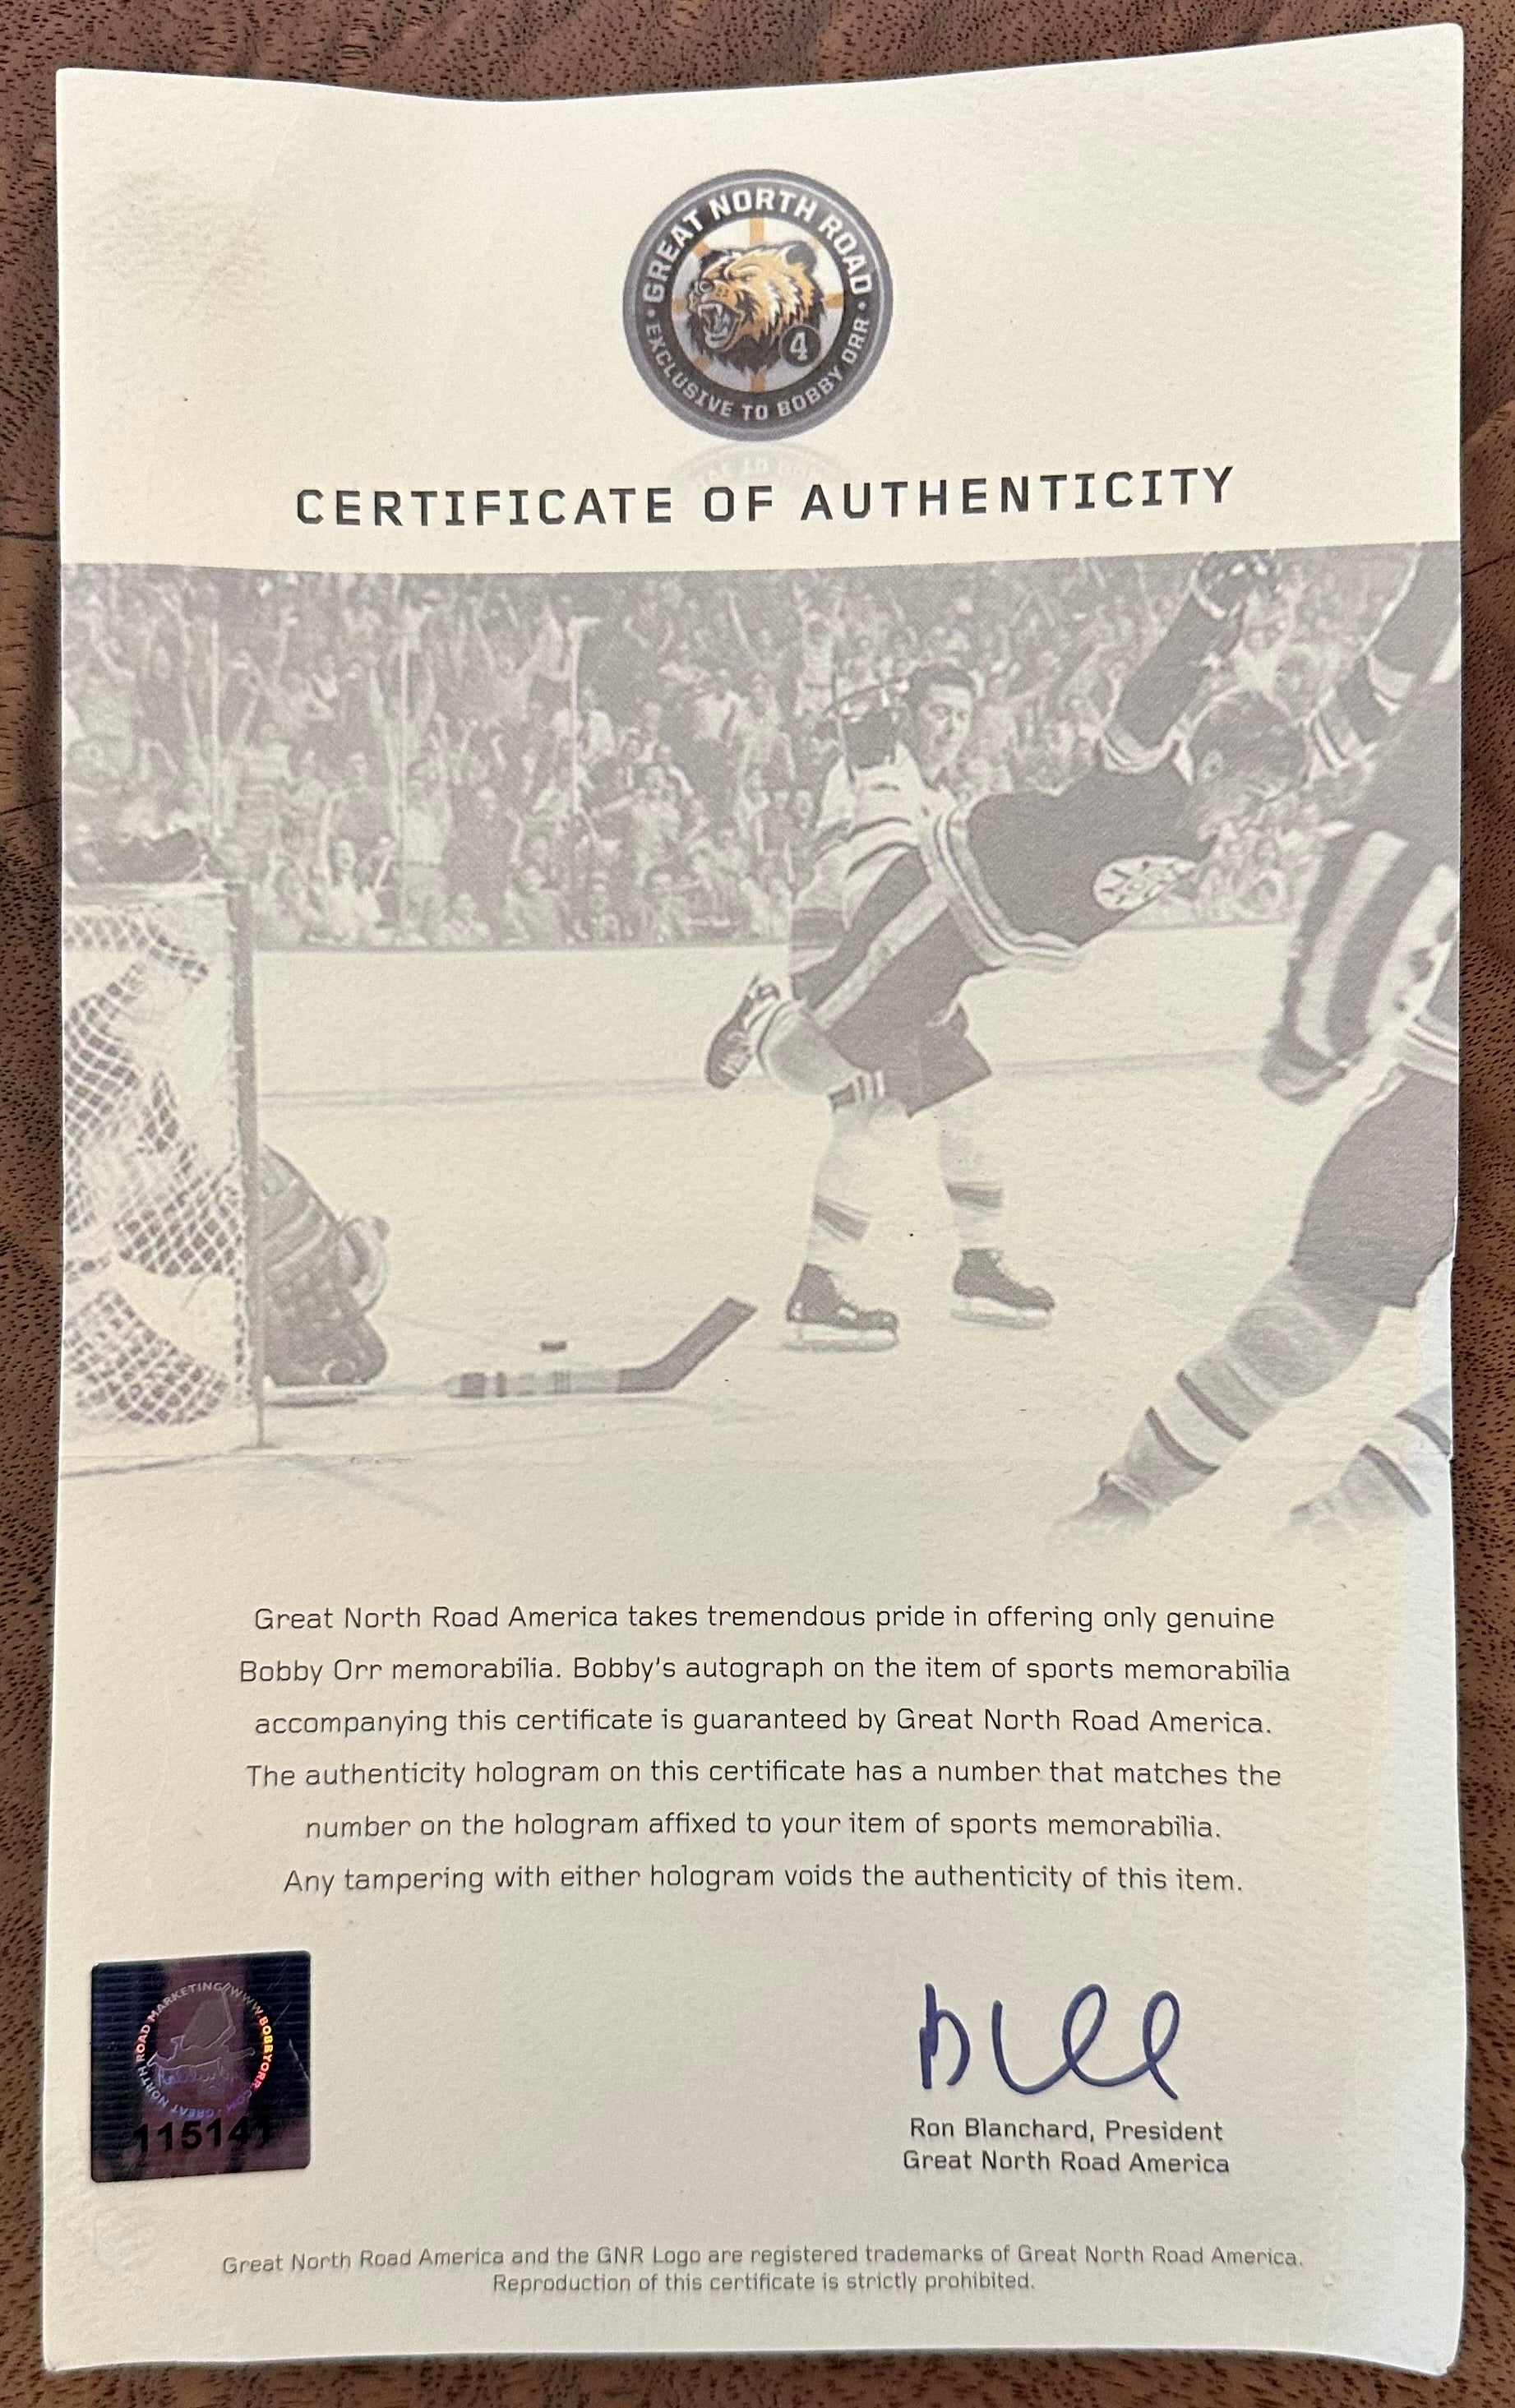 GREAT NORTH ROAD
4
EXCLUSIVE TO BOBBY ORR
CERTIFICATE OF AUTHENTICITY
Great North Road America takes tremendous pride in offering only genuine
Bobby Orr memorabilia. Bobby's autograph on the item of sports memorabilia
accompanying this certificate is guaranteed by Great North Road America.
The authenticity hologram on this certificate has a number that matches the
number on the hologram affixed to your item of sports memorabilia.
Any tampering with either hologram voids the authenticity of this item.
GREAT NORTH ROAD MARKETING/WWW.BOBBYORR.COM
Ron Blanchard, President
Great North Road America
Great North Road America and the GNR Logo are registered trademarks of Great North Road America.
Reproduction of this certificate is strictly prohibited.